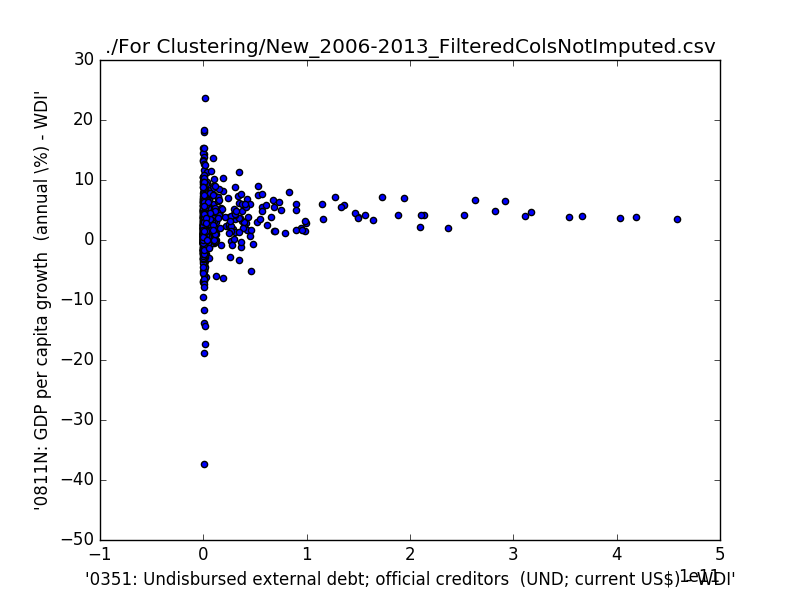 ./For Clustering/New_2006-2013_FilteredColsNotImputed.csv
30
20
10
0
−10
−20
−30
−40
−50
'0811N: GDP per capita growth (annual \%) - WDI'
−1 0 1 2 3 4 5
1e11
'0351: Undisbursed external debt; official creditors (UND; current US$) - WDI'